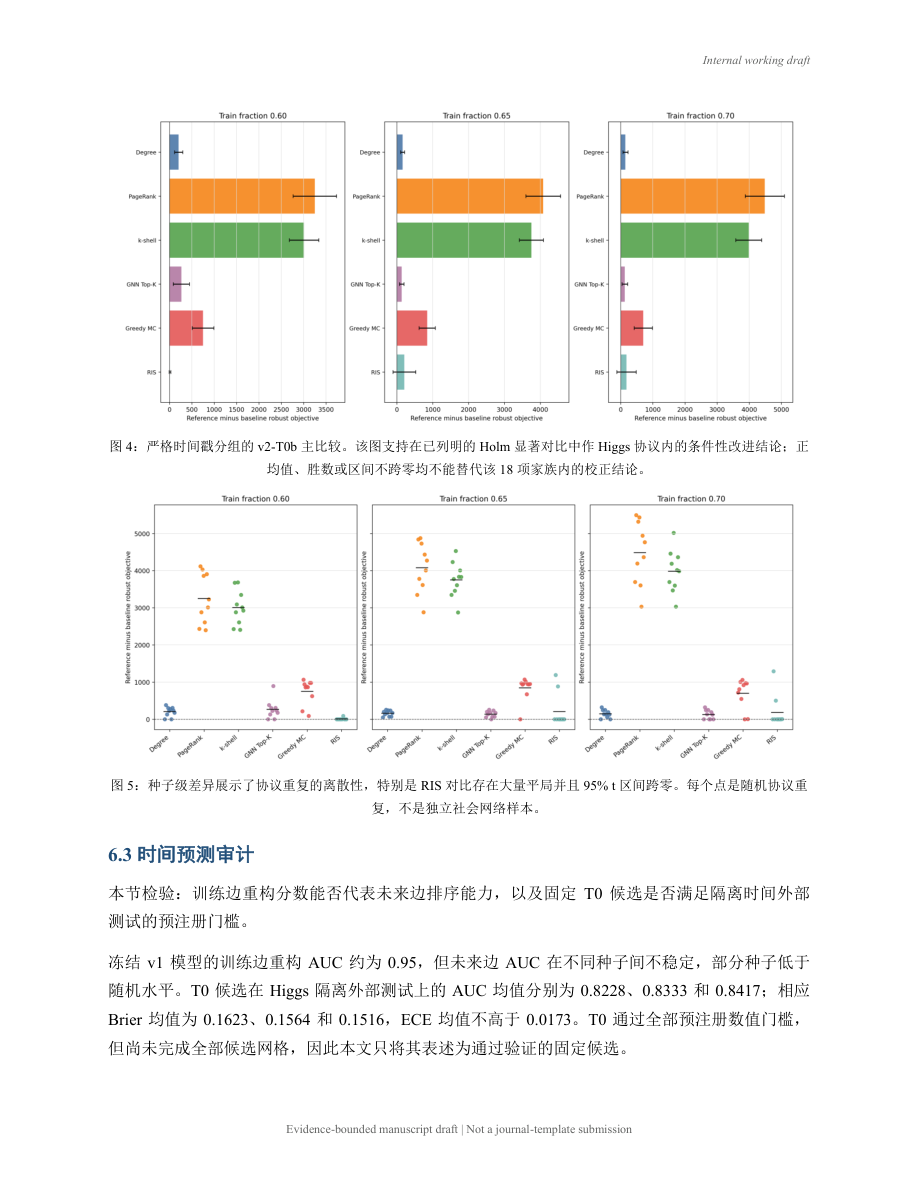 Internal working draft
Train fraction 0.60
Train fraction 0.65
Train fraction 0.70
Degree
PageRank
k-shell
GNN Top-K
Greedy MC
RIS
0 500 1000 1500 2000 2500 3000 3500
Reference minus baseline robust objective
Degree
PageRank
k-shell
GNN Top-K
Greedy MC
RIS
0 1000 2000 3000 4000
Reference minus baseline robust objective
Degree
PageRank
k-shell
GNN Top-K
Greedy MC
RIS
0 1000 2000 3000 4000 5000
Reference minus baseline robust objective
图 4：严格时间戳分组的 v2-T0b 主比较。该图支持在已列明的 Holm 显著对比中作 Higgs 协议内的条件性改进结论；正
均值、胜数或区间不跨零均不能替代该 18 项家族内的校正结论。
Train fraction 0.60
Train fraction 0.65
Train fraction 0.70
Reference minus baseline robust objective
5000
4000
3000
2000
1000
0
Degree PageRank k-shell GNN Top-K Greedy MC RIS
Reference minus baseline robust objective
Degree PageRank k-shell GNN Top-K Greedy MC RIS
Reference minus baseline robust objective
Degree PageRank k-shell GNN Top-K Greedy MC RIS
图 5：种子级差异展示了协议重复的离散性，特别是 RIS 对比存在大量平局并且 95% t 区间跨零。每个点是随机协议重
复，不是独立社会网络样本。
6.3 时间预测审计
本节检验：训练边重构分数能否代表未来边排序能力，以及固定 T0 候选是否满足隔离时间外部
测试的预注册门槛。
冻结 v1 模型的训练边重构 AUC 约为 0.95，但未来边 AUC 在不同种子间不稳定，部分种子低于
随机水平。T0 候选在 Higgs 隔离外部测试上的 AUC 均值分别为 0.8228、0.8333 和 0.8417；相应
Brier 均值为 0.1623、0.1564 和 0.1516，ECE 均值不高于 0.0173。T0 通过全部预注册数值门槛，
但尚未完成全部候选网格，因此本文只将其表述为通过验证的固定候选。
Evidence-bounded manuscript draft | Not a journal-template submission